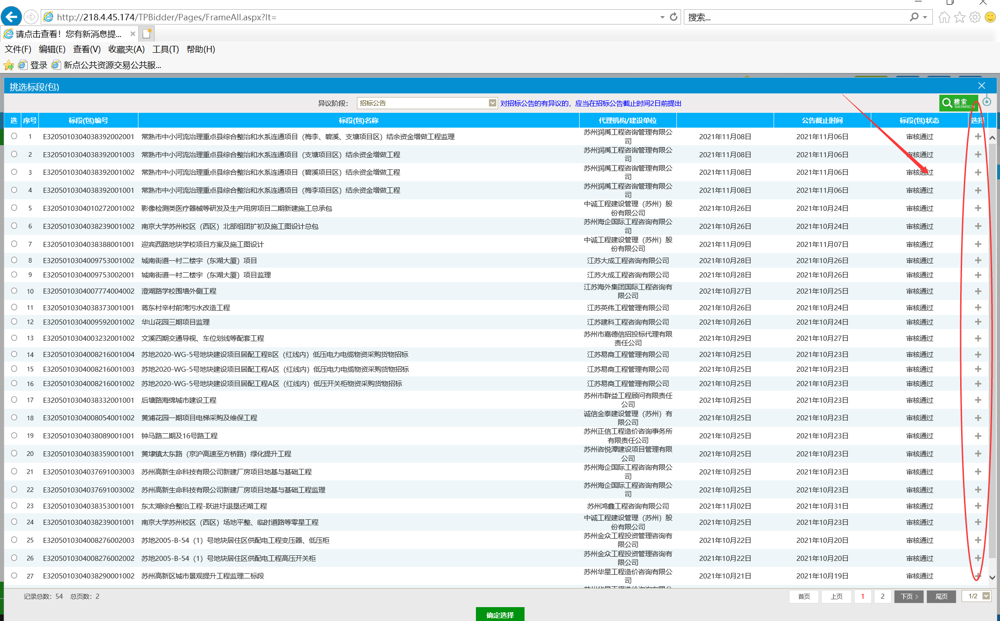 http://218.4.45.174/TPBidder/Pages/FrameAll.aspx?lt=
搜索...
请点击查看！您有新消息提...
文件(F) 编辑(E) 查看(V) 收藏夹(A) 工具(T) 帮助(H)
登录 新点公共资源交易公共服...
挑选标段(包)
异议阶段： 招标公告 对招标公告的有异议的，应当在招标公告截止时间2日前提出 搜索 SEARCH
选 序号 标段(包)编号 标段(包)名称 代理机构/建设单位 公告截止时间 标段(包)状态 选择
1 E3205010304038392002001 常熟市中小河流治理重点县综合整治和水系连通项目（梅李、碧溪、支塘项目区）结余资金增做工程监理 苏州润禹工程咨询管理有限公司 2021年11月08日 2021年11月06日 审核通过
2 E3205010304038392001003 常熟市中小河流治理重点县综合整治和水系连通项目（支塘项目区）结余资金增做工程 苏州润禹工程咨询管理有限公司 2021年11月08日 2021年11月06日 审核通过
3 E3205010304038392001002 常熟市中小河流治理重点县综合整治和水系连通项目（碧溪项目区）结余资金增做工程 苏州润禹工程咨询管理有限公司 2021年11月08日 2021年11月06日 审核通过
4 E3205010304038392001001 常熟市中小河流治理重点县综合整治和水系连通项目（梅李项目区）结余资金增做工程 苏州润禹工程咨询管理有限公司 2021年11月08日 2021年11月06日 审核通过
5 E3205010304010272001002 影像检测类医疗器械等研发及生产用房项目二期新建施工总承包 中诚工程建设管理（苏州）股份有限公司 2021年10月26日 2021年10月24日 审核通过
6 E3205010304038239001002 南京大学苏州校区（西区）北部组团扩初及施工图设计总包 苏州海企国际工程咨询有限公司 2021年10月26日 2021年10月24日 审核通过
7 E3205010304038388001001 迎宾西路地块学校项目方案及施工图设计 中诚工程建设管理（苏州）股份有限公司 2021年11月09日 2021年11月07日 审核通过
8 E3205010304009753001002 城南街道一村二楼宇（东湖大厦）项目 江苏大成工程咨询有限公司 2021年10月28日 2021年10月26日 审核通过
9 E3205010304009753002001 城南街道一村二楼宇（东湖大厦）项目监理 江苏大成工程咨询有限公司 2021年10月28日 2021年10月26日 审核通过
10 E3205010304007774004002 澄湖路学校围墙外侧工程 江苏海外集团国际工程咨询有限公司 2021年10月27日 2021年10月25日 审核通过
11 E3205010304038373001001 蒋东村辛村前湾污水改造工程 江苏英伟工程管理有限公司 2021年10月26日 2021年10月24日 审核通过
12 E3205010304009592001002 华山花园三期项目监理 江苏建科工程咨询有限公司 2021年10月26日 2021年10月24日 审核通过
13 E3205010304003232001002 文溪四期交通导视、车位划线等配套工程 苏州市嘉德信招投标代理有限责任公司 2021年10月29日 2021年10月27日 审核通过
14 E3205010304008216001004 苏地2020-WG-5号地块建设项目居配工程B区（红线内）低压电力电缆物资采购货物招标 江苏易商工程管理有限公司 2021年10月25日 2021年10月23日 审核通过
15 E3205010304008216001003 苏地2020-WG-5号地块建设项目居配工程A区（红线内）低压电力电缆物资采购货物招标 江苏易商工程管理有限公司 2021年10月25日 2021年10月23日 审核通过
16 E3205010304008216001002 苏地2020-WG-5号地块建设项目居配工程A区（红线内）低压开关柜物资采购货物招标 江苏易商工程管理有限公司 2021年10月25日 2021年10月23日 审核通过
17 E3205010304038332001001 后塘路海绵城市建设工程 苏州市群益工程顾问有限责任公司 2021年10月25日 2021年10月23日 审核通过
18 E3205010304008054001002 黄浦花园一期项目电梯采购及维保工程 诚信金泰建设管理（苏州）有限公司 2021年10月25日 2021年10月23日 审核通过
19 E3205010304038089001001 钟马路二期及16号路工程 苏州正信工程造价咨询事务所有限责任公司 2021年10月25日 2021年10月23日 审核通过
20 E3205010304038359001001 黄埭镇太东路（京沪高速至方桥路）绿化提升工程 苏州咨悦潭建设项目管理有限公司 2021年10月25日 2021年10月23日 审核通过
21 E3205010304037691003003 苏州高新生命科技有限公司新建厂房项目地基与基础工程 苏州海企国际工程咨询有限公司 2021年10月25日 2021年10月23日 审核通过
22 E3205010304037691003002 苏州高新生命科技有限公司新建厂房项目地基与基础工程监理 苏州海企国际工程咨询有限公司 2021年10月25日 2021年10月23日 审核通过
23 E3205010304038353001001 东太湖综合整治工程-跃进圩退垦还湖工程 苏州鸿鑫工程咨询有限公司 2021年11月02日 2021年10月31日 审核通过
24 E3205010304038239001001 南京大学苏州校区（西区）场地平整、临时道路等零星工程 中诚工程建设管理（苏州）股份有限公司 2021年10月25日 2021年10月23日 审核通过
25 E3205010304008276002003 苏地2005-B-54（1）号地块居住区供配电工程变压器、低压柜 苏州金众工程投资管理咨询有限公司 2021年10月22日 2021年10月20日 审核通过
26 E3205010304008276002002 苏地2005-B-54（1）号地块居住区供配电工程高压开关柜 苏州金众工程投资管理咨询有限公司 2021年10月22日 2021年10月20日 审核通过
27 E3205010304038290001002 苏州高新区城市景观提升工程监理二标段 苏州华星工程造价咨询有限公司 2021年10月21日 2021年10月19日 审核通过
记录总数：54 总页数：2 首页 上页 1 2 下页 > 尾页 1/2
确定选择